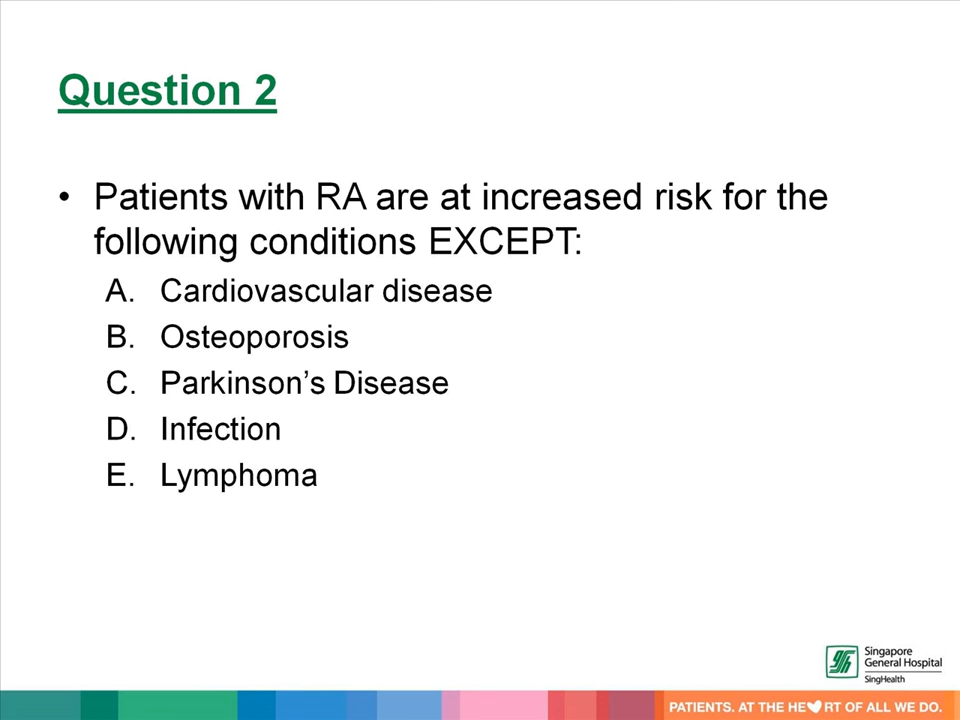 Question 2
• Patients with RA are at increased risk for the
following conditions EXCEPT:
A. Cardiovascular disease
B. Osteoporosis
C. Parkinson's Disease
D. Infection
E. Lymphoma
Singapore
General Hospital
SingHealth
PATIENTS. AT THE HE♥RT OF ALL WE DO.